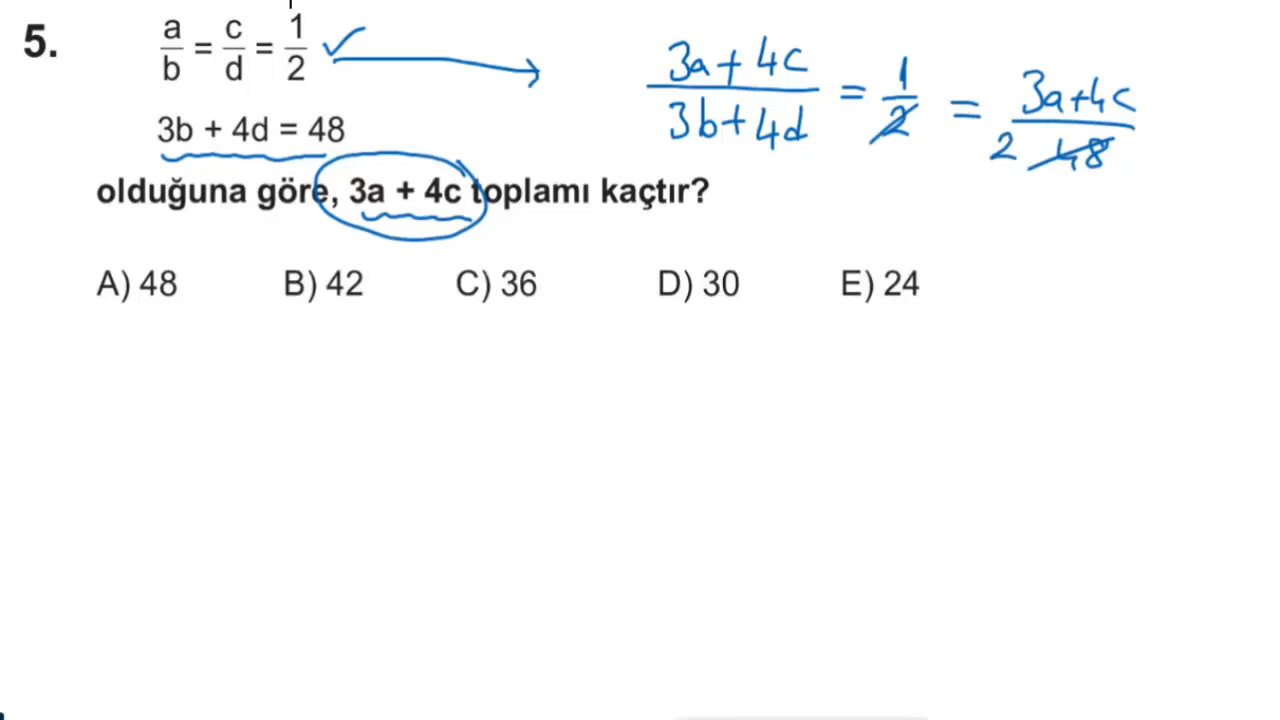 5. a/b = c/d = 1/2
3b + 4d = 48
olduğuna göre, 3a + 4c toplamı kaçtır?
A) 48 B) 42 C) 36 D) 30 E) 24
3a+4c/3b+4d = 1/2 = 3a+4c/48
2